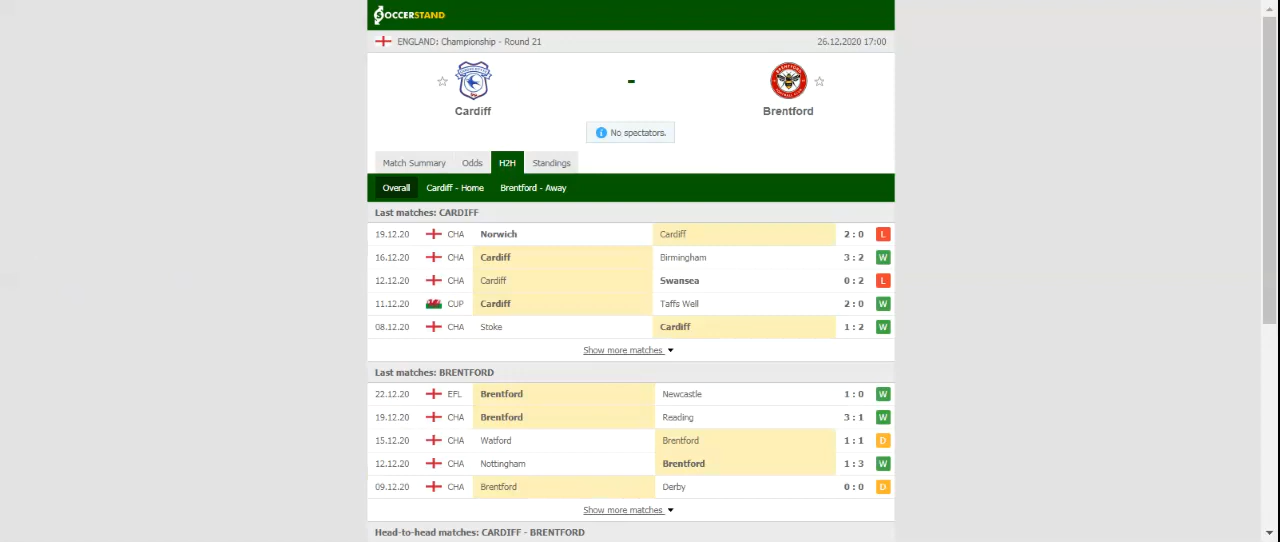 SOCCERSTAND
ENGLAND: Championship - Round 21 26.12.2020 17:00
-
Cardiff Brentford
No spectators.
Match Summary Odds H2H Standings
Overall Cardiff - Home Brentford - Away
Last matches: CARDIFF
19.12.20 CHA Norwich Cardiff 2 : 0 L
16.12.20 CHA Cardiff Birmingham 3 : 2 W
12.12.20 CHA Cardiff Swansea 0 : 2 L
11.12.20 CUP Cardiff Taffs Well 2 : 0 W
08.12.20 CHA Stoke Cardiff 1 : 2 W
Show more matches
Last matches: BRENTFORD
22.12.20 EFL Brentford Newcastle 1 : 0 W
19.12.20 CHA Brentford Reading 3 : 1 W
15.12.20 CHA Watford Brentford 1 : 1 D
12.12.20 CHA Nottingham Brentford 1 : 3 W
09.12.20 CHA Brentford Derby 0 : 0 D
Show more matches
Head-to-head matches: CARDIFF - BRENTFORD